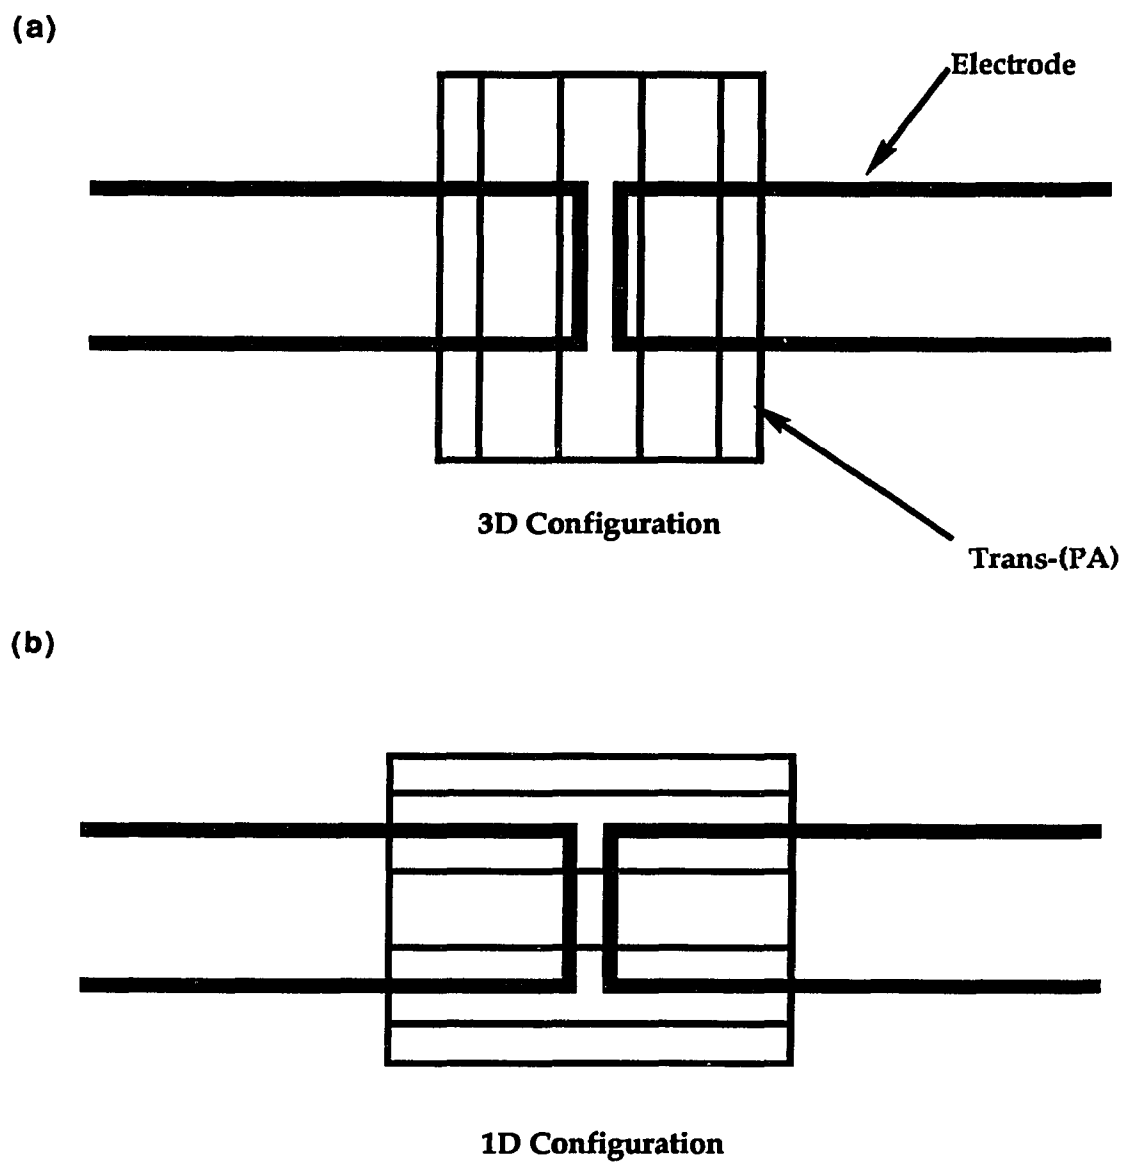 (a)
Electrode
3D Configuration
Trans-(PA)
(b)
1D Configuration